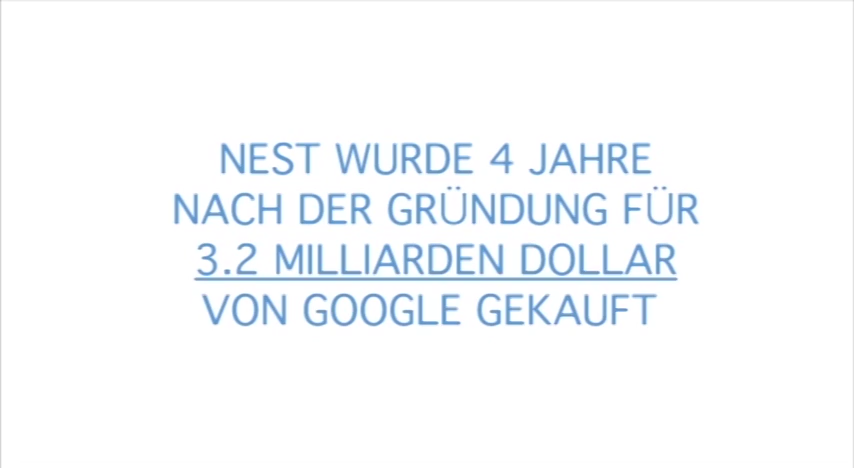 NEST WURDE 4 JAHRE
NACH DER GRÜNDUNG FÜR
3.2 MILLIARDEN DOLLAR
VON GOOGLE GEKAUFT